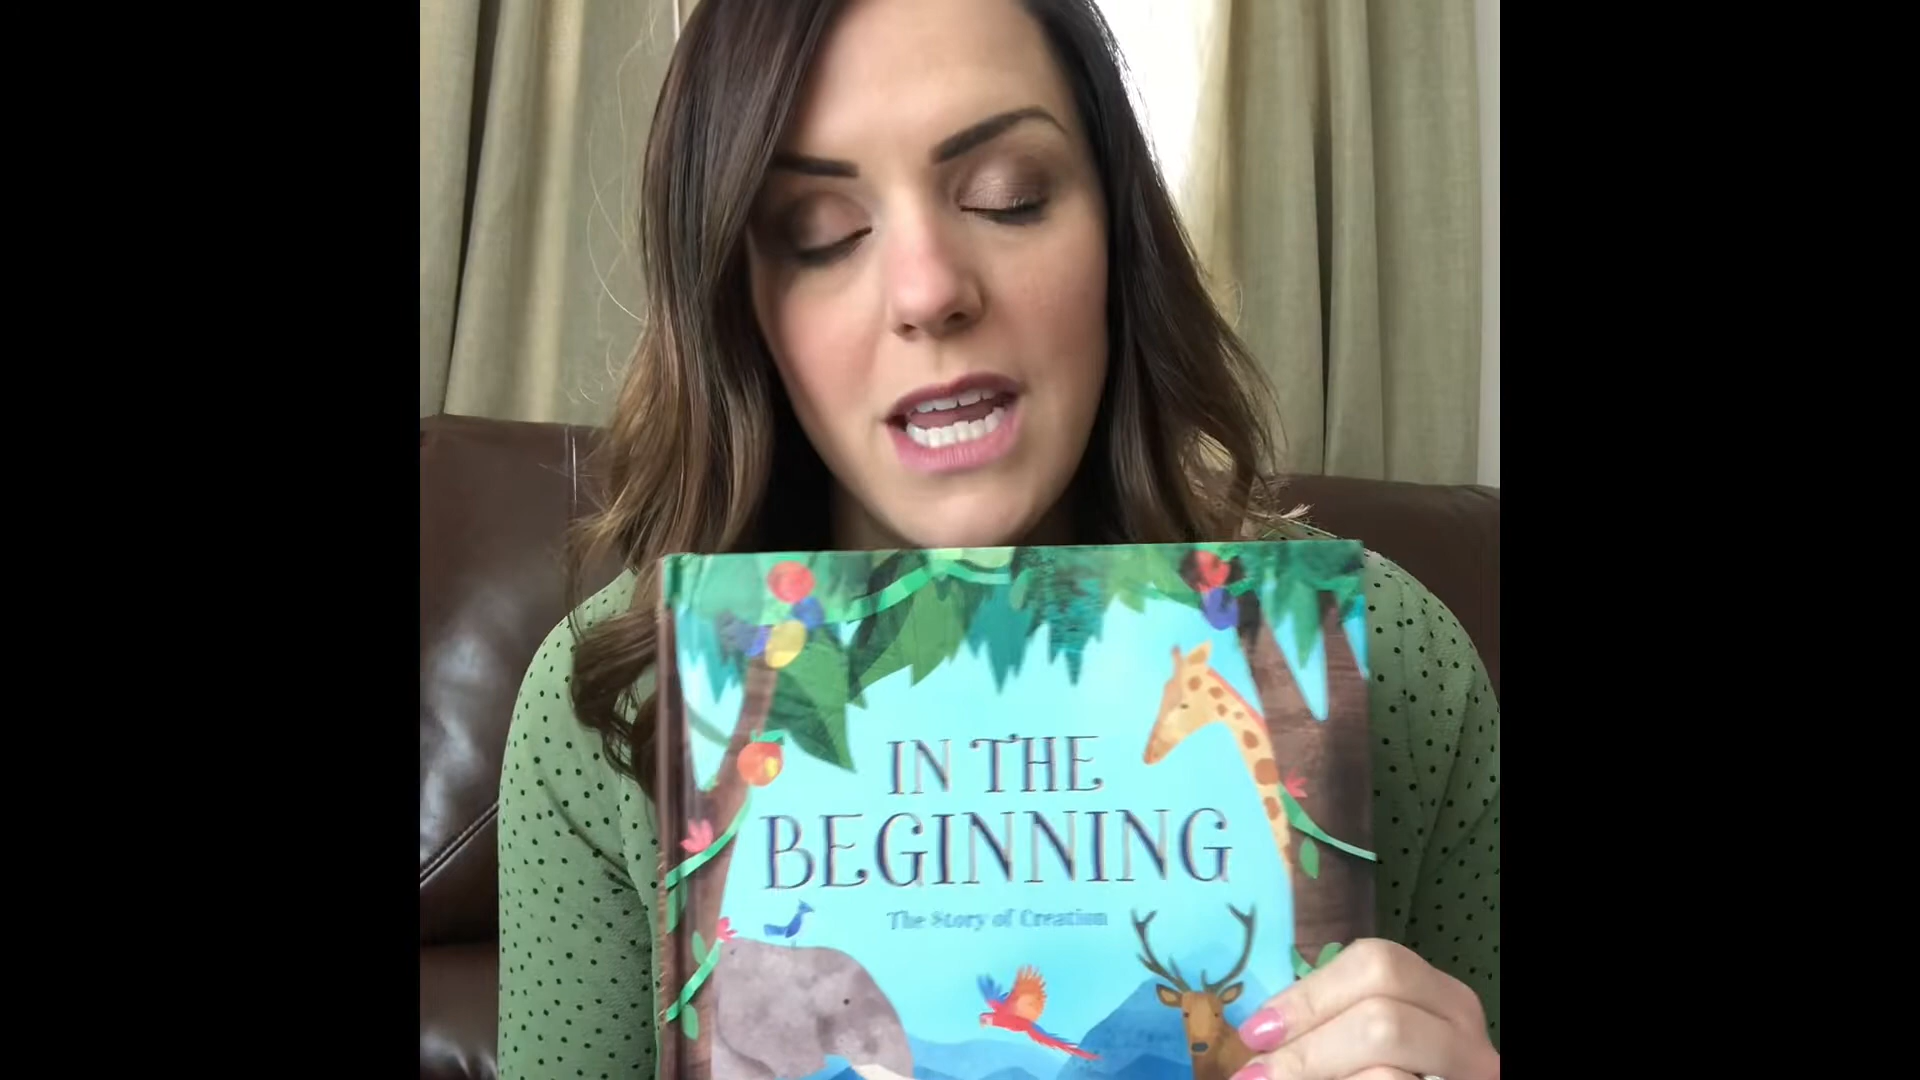 IN THE
BEGINNING
The Story of Creation